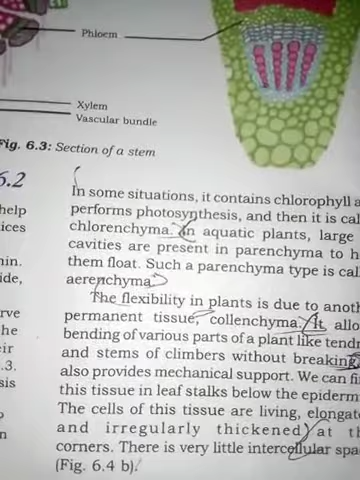 Phloem
Xylem
Vascular bundle
Fig. 6.3: Section of a stem
6.2
help
ices
in.
ide,
rve
he
eir
.3.
sis
?
n
In some situations, it contains chlorophyll a
performs photosynthesis, and then it is cal
chlorenchyma. In aquatic plants, large
cavities are present in parenchyma to h
them float. Such a parenchyma type is call
aerenchyma.
The flexibility in plants is due to anoth
permanent tissue, collenchyma. It allo
bending of various parts of a plant like tendr
and stems of climbers without breaking.
also provides mechanical support. We can fi
this tissue in leaf stalks below the epiderm
The cells of this tissue are living, elongate
and irregularly thickened at th
corners. There is very little intercellular spa
(Fig. 6.4 b).